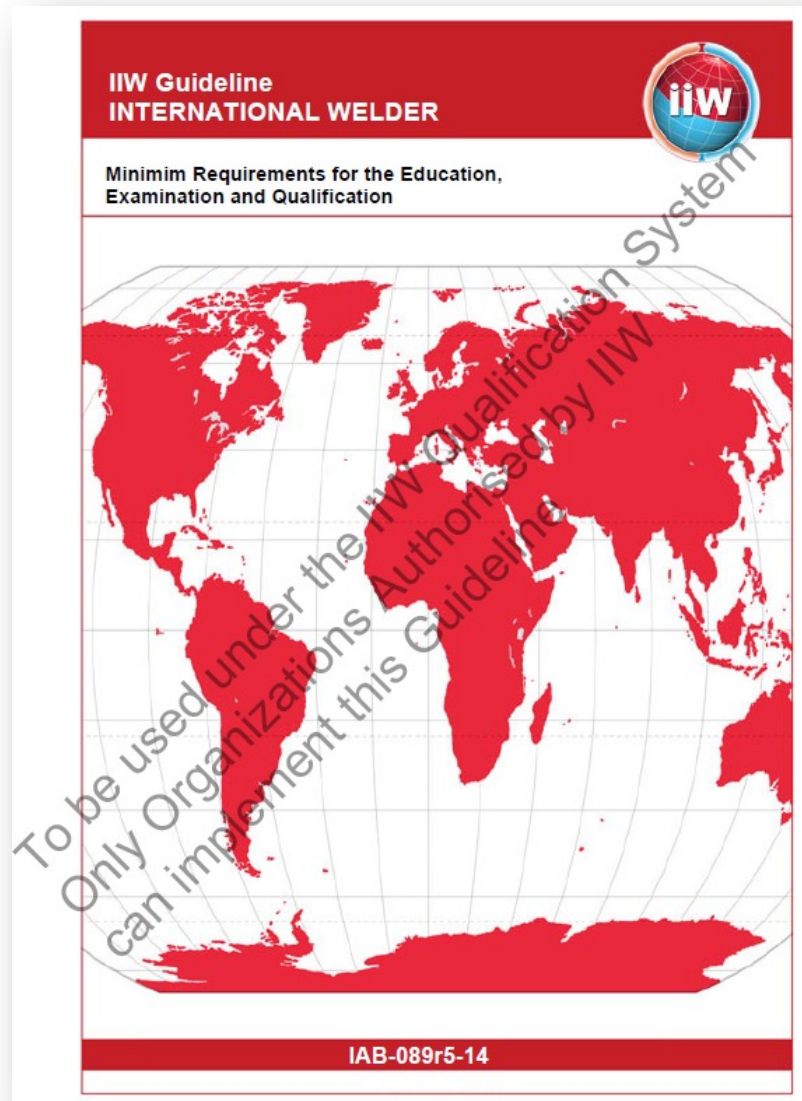 IIW Guideline
INTERNATIONAL WELDER
iiw
Minimim Requirements for the Education,
Examination and Qualification
To be used under the IIW Qualification System
Only Organizations Authorised by IIW
can implement this Guideline
IAB-089r5-14